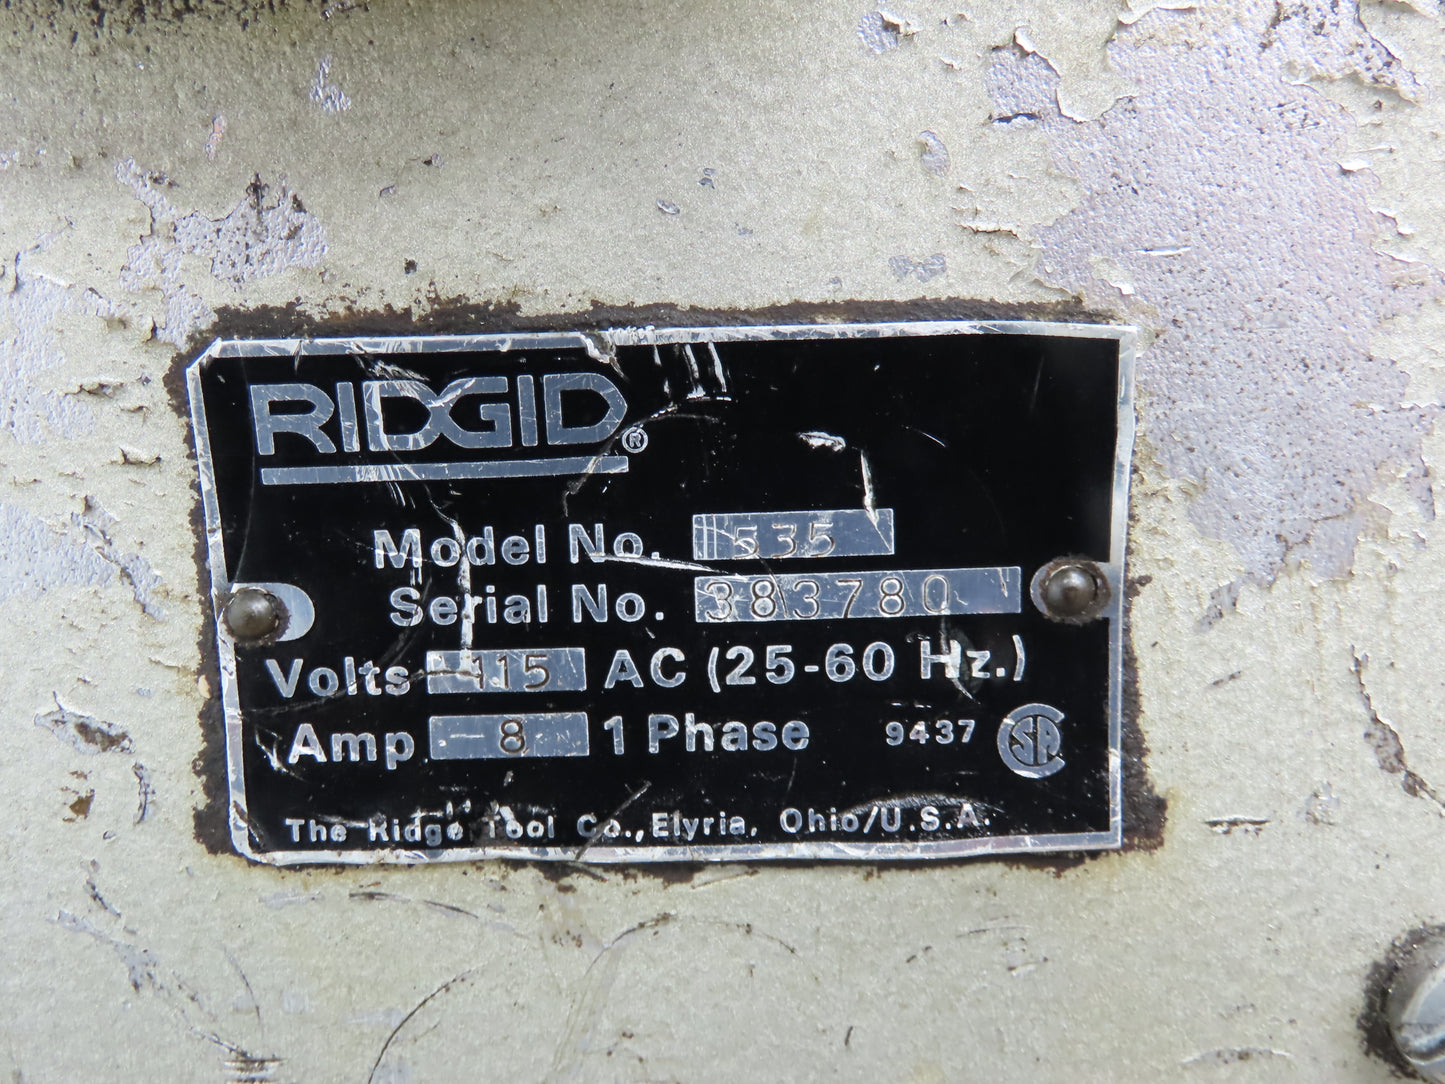 RIDGID®
Model No. 535
Serial No. 383780
Volts 115 AC (25-60 Hz.)
Amp 8 1 Phase 9437 CSA
The Ridge Tool Co., Elyria, Ohio/U.S.A.